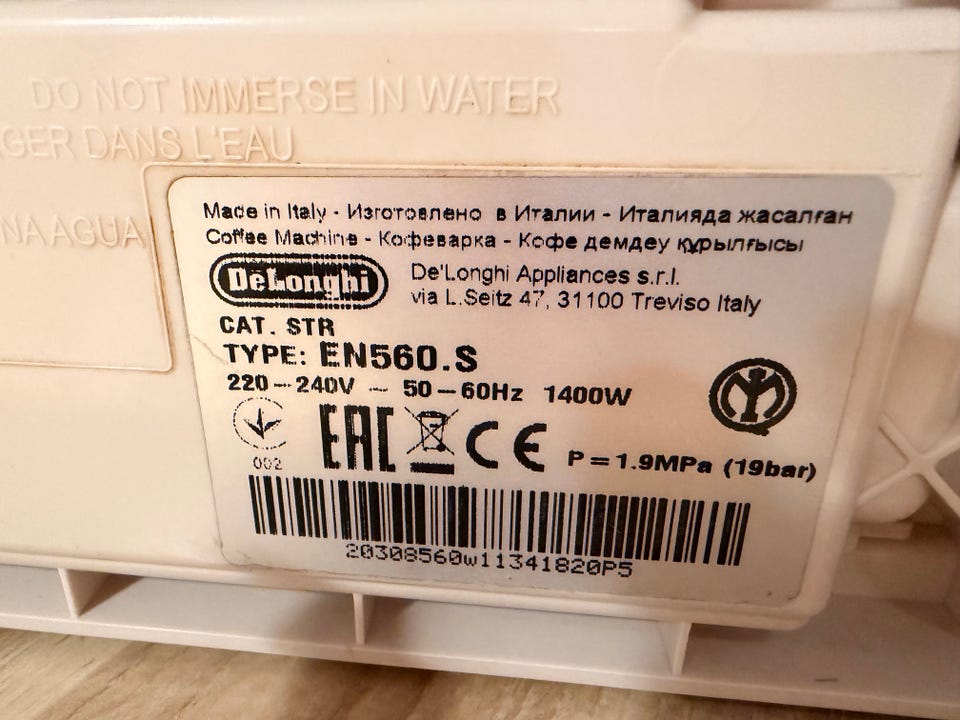 DO NOT IMMERSE IN WATER
GER DANS L'EAU
NA AGUA
Made in Italy - Изготовлено в Италии - Италияда жасалған
Coffee Machine - Кофеварка - Кофе демдеу құрылғысы
DeLonghi
De'Longhi Appliances s.r.l.
via L.Seitz 47, 31100 Treviso Italy
CAT. STR
TYPE: EN560.S
220-240V ~ 50-60Hz 1400W
002
EAC
CE
P=1.9MPa (19bar)
20308560w11341820P5